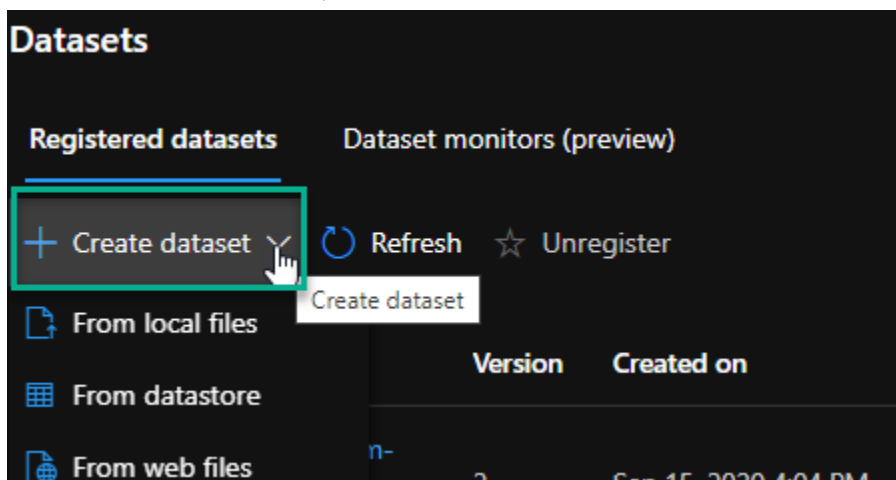 Datasets
Registered datasets Dataset monitors (preview)
Create dataset Refresh Unregister
Create dataset
From local files
Version Created on
From datastore
From web files